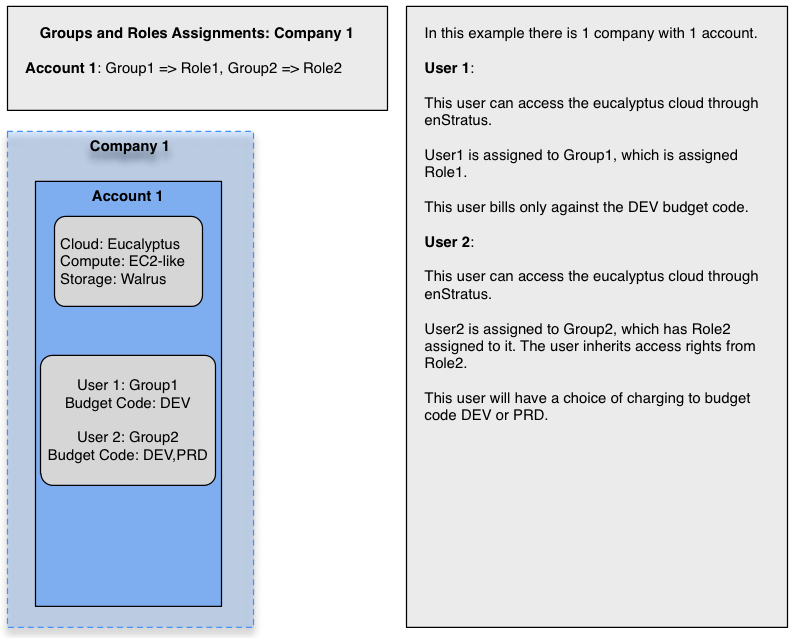 Groups and Roles Assignments: Company 1
Account 1: Group1 => Role1, Group2 => Role2
Company 1
Account 1
Cloud: Eucalyptus
Compute: EC2-like
Storage: Walrus
User 1: Group1
Budget Code: DEV
User 2: Group2
Budget Code: DEV,PRD
In this example there is 1 company with 1 account.
User 1:
This user can access the eucalyptus cloud through
enStratus.
User1 is assigned to Group1, which is assigned
Role1.
This user bills only against the DEV budget code.
User 2:
This user can access the eucalyptus cloud through
enStratus.
User2 is assigned to Group2, which has Role2
assigned to it. The user inherits access rights from
Role2.
This user will have a choice of charging to budget
code DEV or PRD.